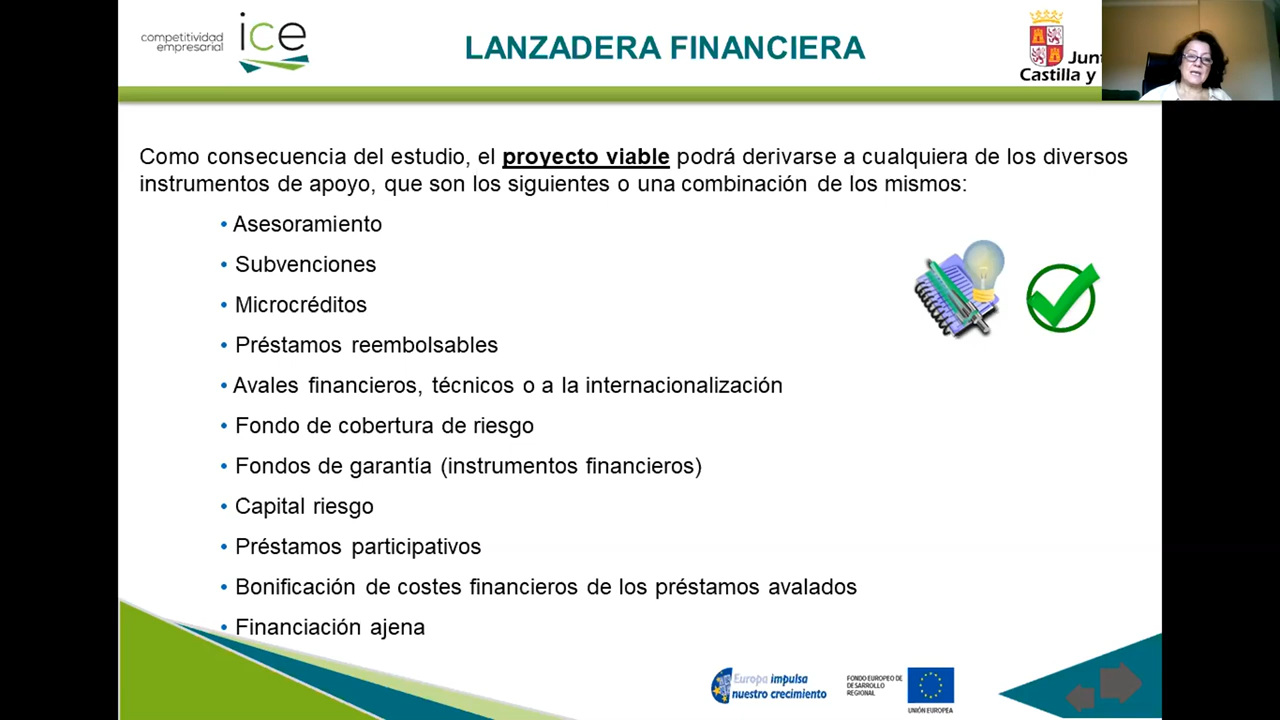 competitividad
empresarial
ice
LANZADERA FINANCIERA
Castilla y
Como consecuencia del estudio, el proyecto viable podrá derivarse a cualquiera de los diversos
instrumentos de apoyo, que son los siguientes o una combinación de los mismos:
• Asesoramiento
• Subvenciones
• Microcréditos
• Préstamos reembolsables
• Avales financieros, técnicos o a la internacionalización
• Fondo de cobertura de riesgo
• Fondos de garantía (instrumentos financieros)
• Capital riesgo
• Préstamos participativos
• Bonificación de costes financieros de los préstamos avalados
• Financiación ajena
Europa impulsa
nuestro crecimiento
FONDO EUROPEO DE
DESARROLLO
REGIONAL
UNIÓN EUROPEA